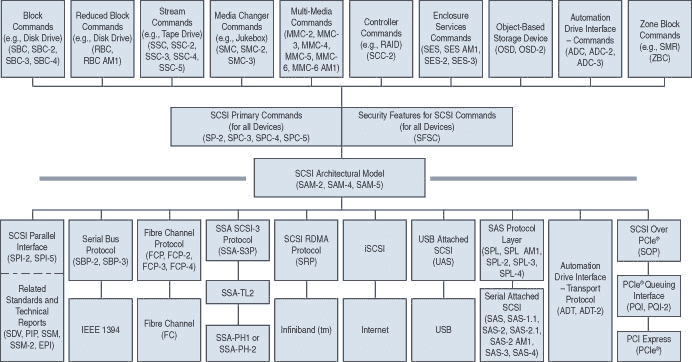 Block
Commands
(e.g., Disk Drive)
(SBC, SBC-2,
SBC-3, SBC-4)
Reduced Block
Commands
(e.g., Disk Drive)
(RBC,
RBC AM1)
Stream
Commands
(e.g., Tape Drive)
(SSC, SSC-2,
SSC-3, SSC-4,
SSC-5)
Media Changer
Commands
(e.g., Jukebox)
(SMC, SMC-2,
SMC-3)
Multi-Media
Commands
(MMC-2, MMC-
3, MMC-4,
MMC-5, MMC-
6, MMC-6 AM1)
Controller
Commands
(e.g., RAID)
(SCC-2)
Enclosure
Services
Commands
(SES, SES AM1,
SES-2, SES-3)
Object-Based
Storage Device
(OSD, OSD-2)
Automation
Drive Interface
– Commands
(ADC, ADC-2,
ADC-3)
Zone Block
Commands
(e.g., SMR)
(ZBC)
SCSI Primary Commands
(for all Devices)
(SP-2, SPC-3, SPC-4, SPC-5)
Security Features for SCSI Commands
(for all Devices)
(SFSC)
SCSI Architectural Model
(SAM-2, SAM-4, SAM-5)
SCSI Parallel
Interface
(SPI-2, SPI-5)
Related
Standards and
Technical
Reports
(SDV, PIP, SSM,
SSM-2, EPI)
Serial Bus
Protocol
(SBP-2, SBP-3)
IEEE 1394
Fibre Channel
Protocol
(FCP, FCP-2,
FCP-3, FCP-4)
Fibre Channel
(FC)
SSA SCSI-3
Protocol
(SSA-S3P)
SSA-TL2
SSA-PH1 or
SSA-PH-2
SCSI RDMA
Protocol
(SRP)
Infiniband (tm)
iSCSI
Internet
USB Attached
SCSI
(UAS)
USB
SAS Protocol
Layer
(SPL, SPL AM1,
SPL-2, SPL-3,
SPL-4)
Serial Attached
SCSI
(SAS, SAS-1.1,
SAS-2, SAS-2.1,
SAS-2 AM1,
SAS-3, SAS-4)
Automation
Drive Interface
– Transport
Protocol
(ADT, ADT-2)
SCSI Over
PCIe®
(SOP)
PCIe® Queuing
Interface
(PQI, PQI-2)
PCI Express
(PCIe®)